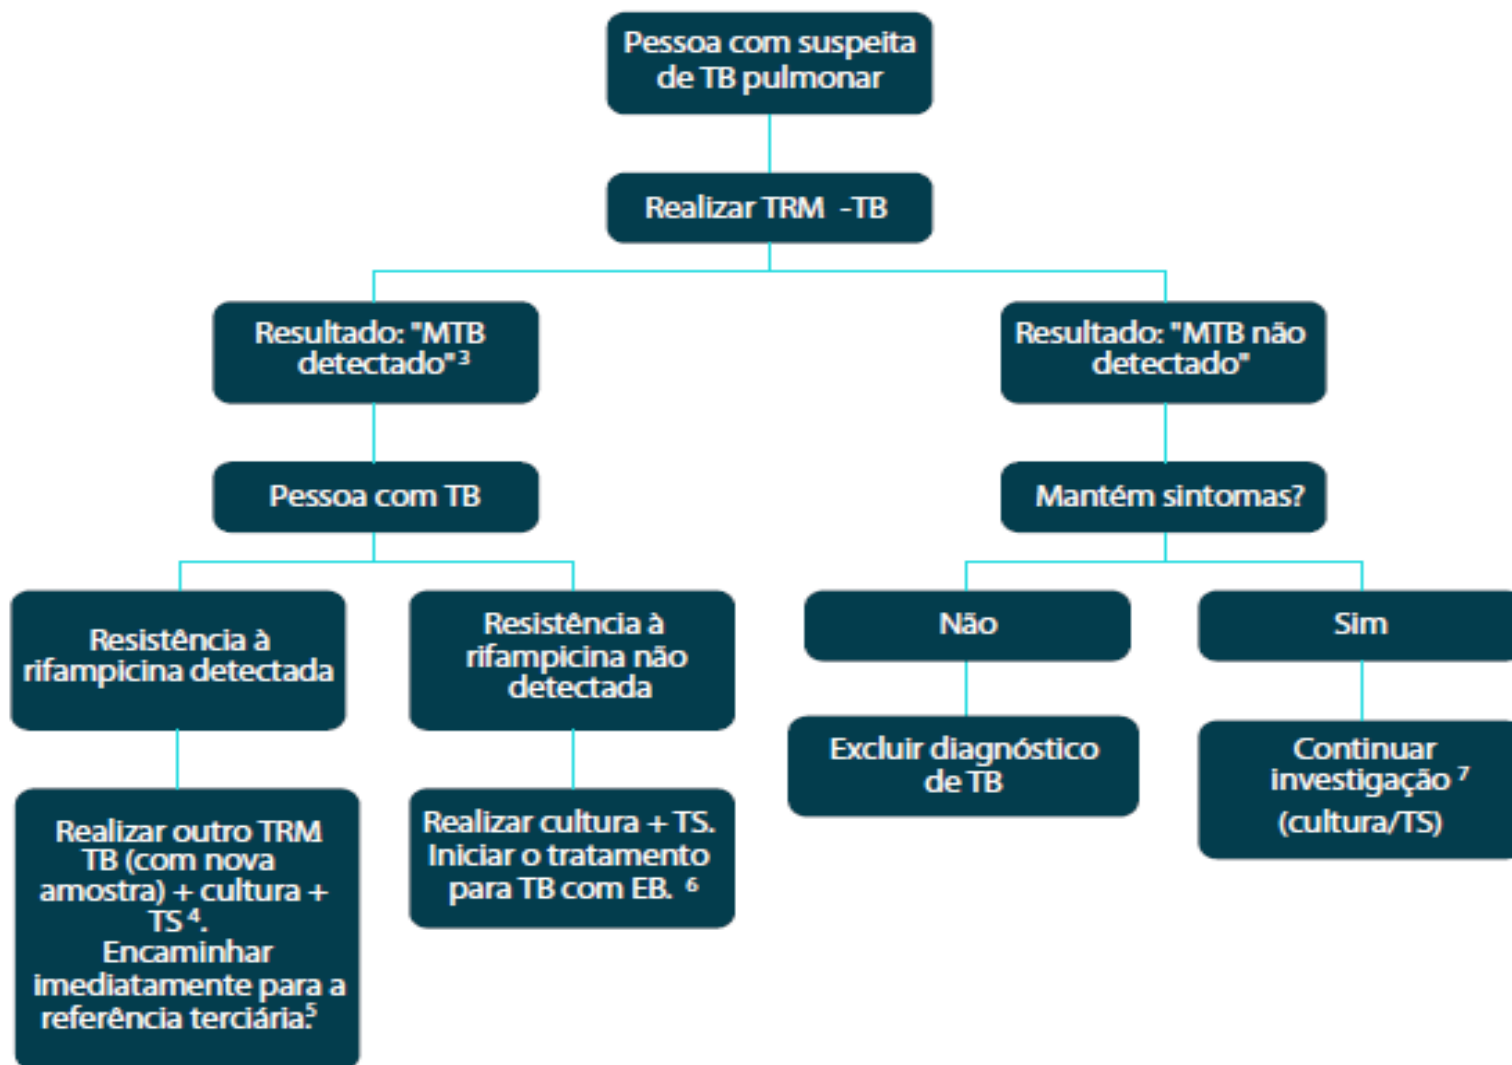 Pessoa com suspeita
de TB pulmonar
Realizar TRM -TB
Resultado: "MTB
detectado" 3
Resultado: "MTB não
detectado"
Pessoa com TB
Mantém sintomas?
Resistência à
rifampicina detectada
Resistência à
rifampicina não
detectada
Não
Sim
Excluir diagnóstico
de TB
Continuar
investigação 7
(cultura/TS)
Realizar outro TRM
TB (com nova
amostra) + cultura +
TS 4.
Encaminhar
imediatamente para a
referência terciária.5
Realizar cultura + TS.
Iniciar o tratamento
para TB com EB. 6